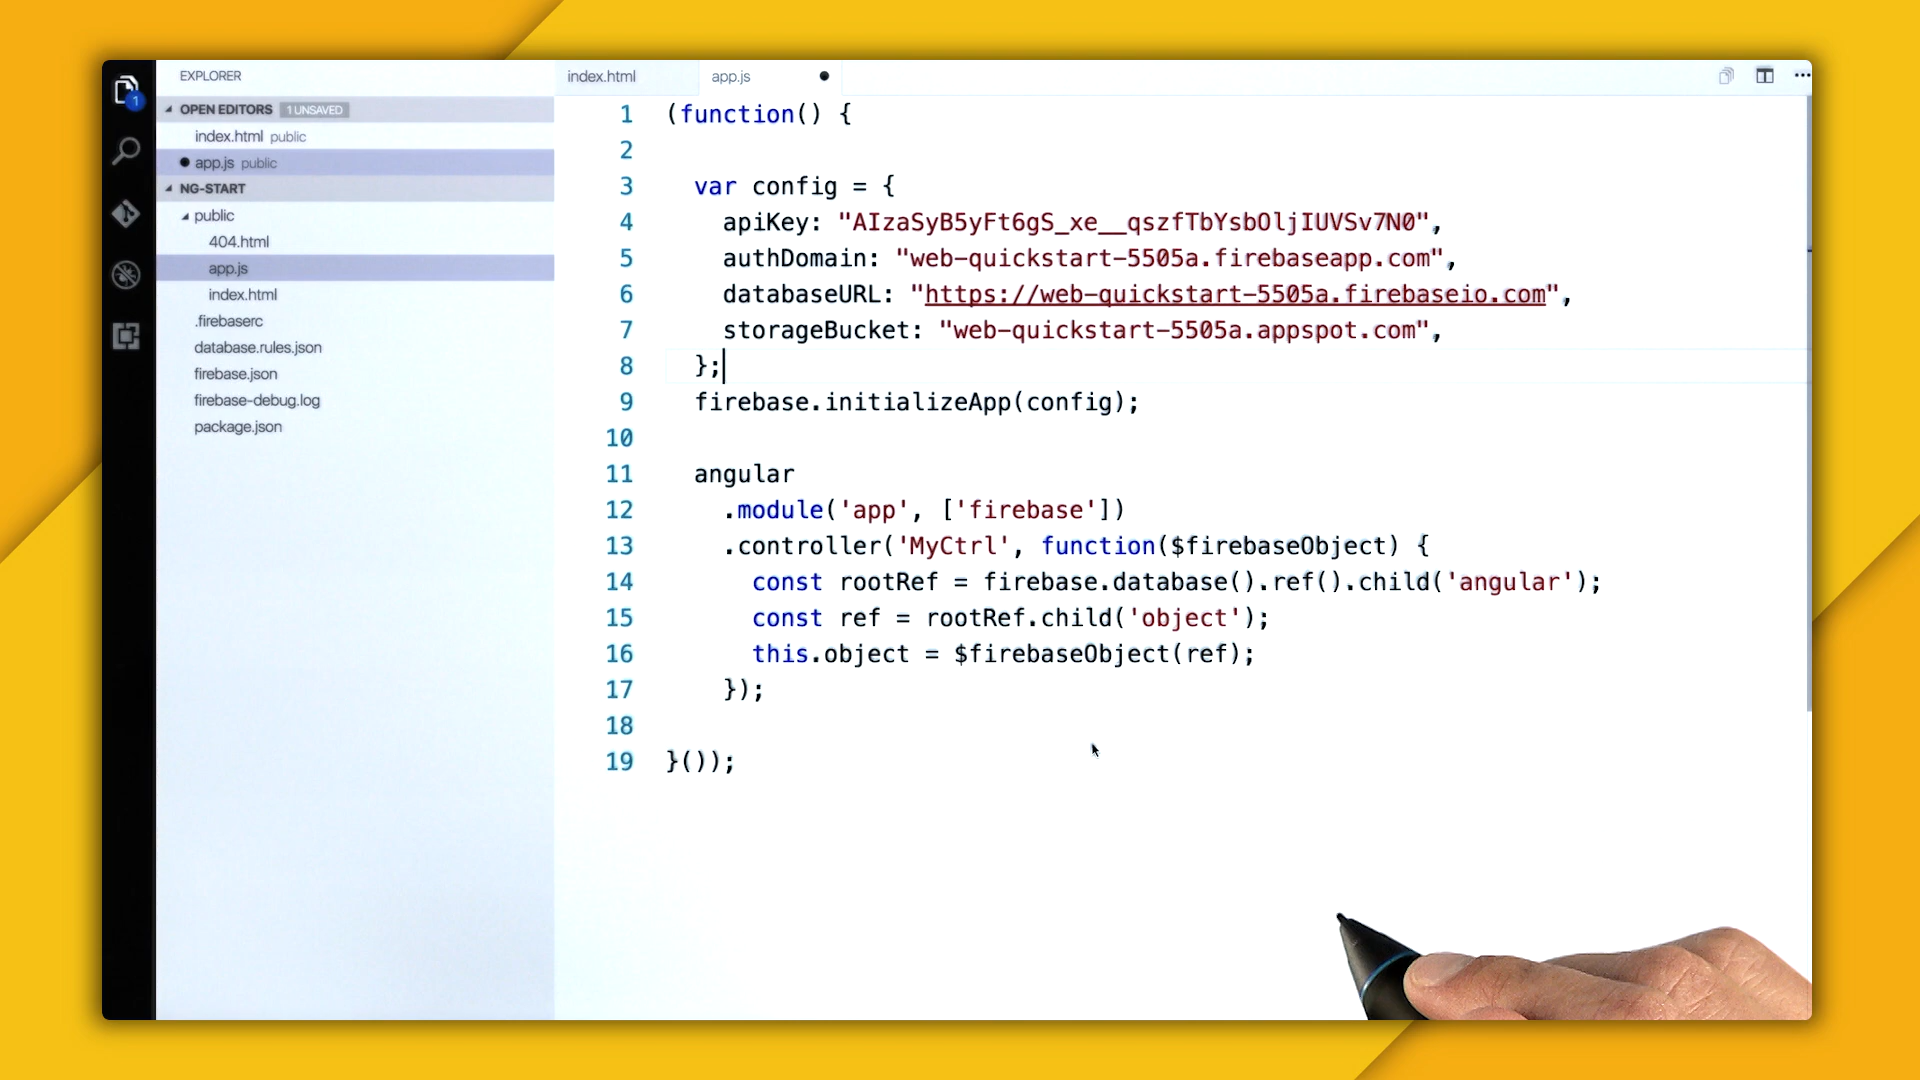 EXPLORER
OPEN EDITORS 1 UNSAVED
index.html public
app.js public
NG-START
public
404.html
app.js
index.html
.firebaserc
database.rules.json
firebase.json
firebase-debug.log
package.json
1
index.html app.js
1 (function() {
2
3 var config = {
4 apiKey: "AIzaSyB5yFt6gS_xe__qszfTbYsbOljIUVSv7N0",
5 authDomain: "web-quickstart-5505a.firebaseapp.com",
6 databaseURL: "https://web-quickstart-5505a.firebaseio.com",
7 storageBucket: "web-quickstart-5505a.appspot.com",
8 };
9 firebase.initializeApp(config);
10
11 angular
12 .module('app', ['firebase'])
13 .controller('MyCtrl', function($firebaseObject) {
14 const rootRef = firebase.database().ref().child('angular');
15 const ref = rootRef.child('object');
16 this.object = $firebaseObject(ref);
17 });
18
19 }());